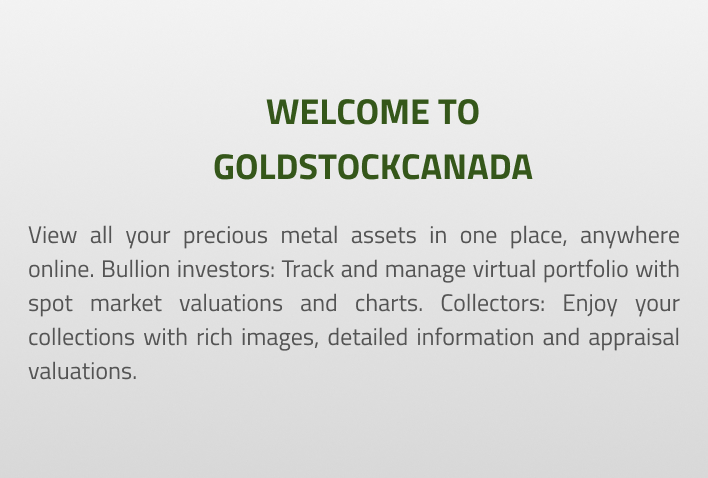 WELCOME TO
GOLDSTOCKCANADA
View all your precious metal assets in one place, anywhere
online. Bullion investors: Track and manage virtual portfolio with
spot market valuations and charts. Collectors: Enjoy your
collections with rich images, detailed information and appraisal
valuations.